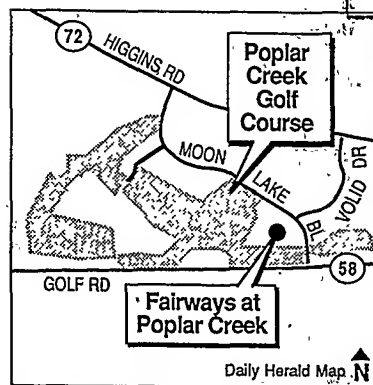 72
HIGGINS RD
Poplar
Creek
Golf
Course
MOON
LAKE
BL
VOLID DR
58
GOLF RD
Fairways at
Poplar Creek
Daily Herald Map
N